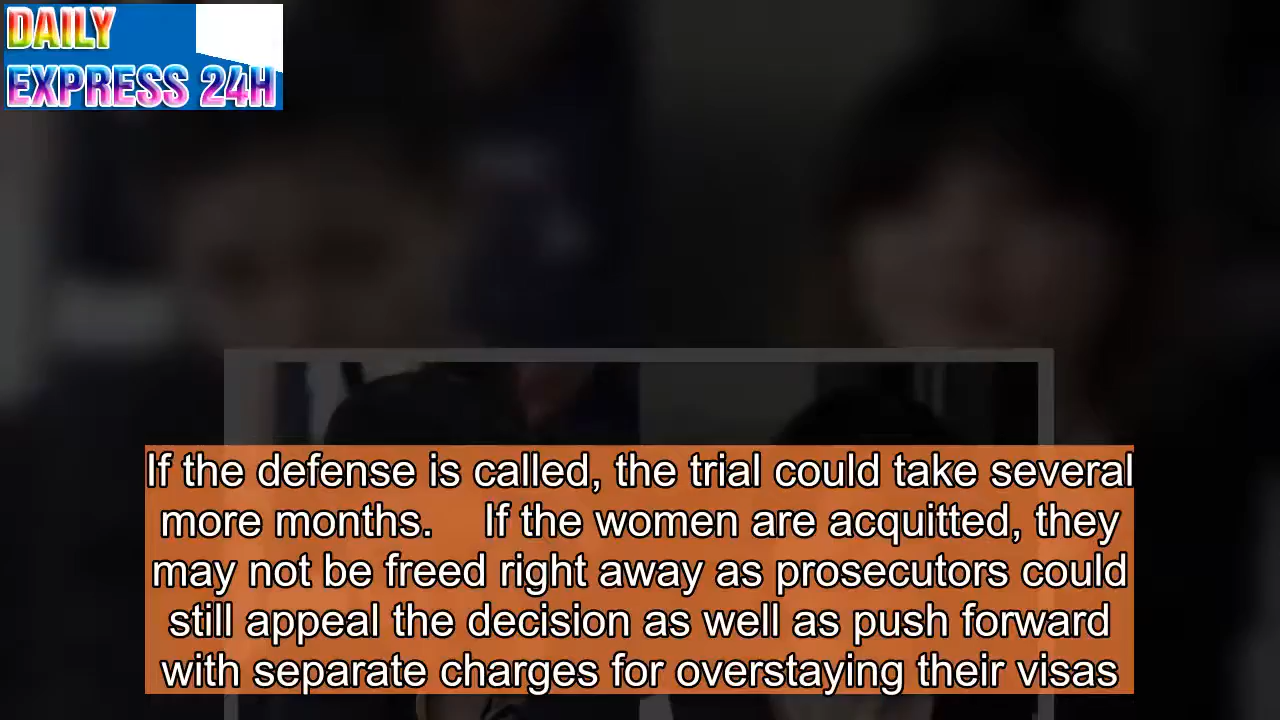 DAILY
EXPRESS 24H
If the defense is called, the trial could take several
more months.    If the women are acquitted, they
may not be freed right away as prosecutors could
still appeal the decision as well as push forward
with separate charges for overstaying their visas